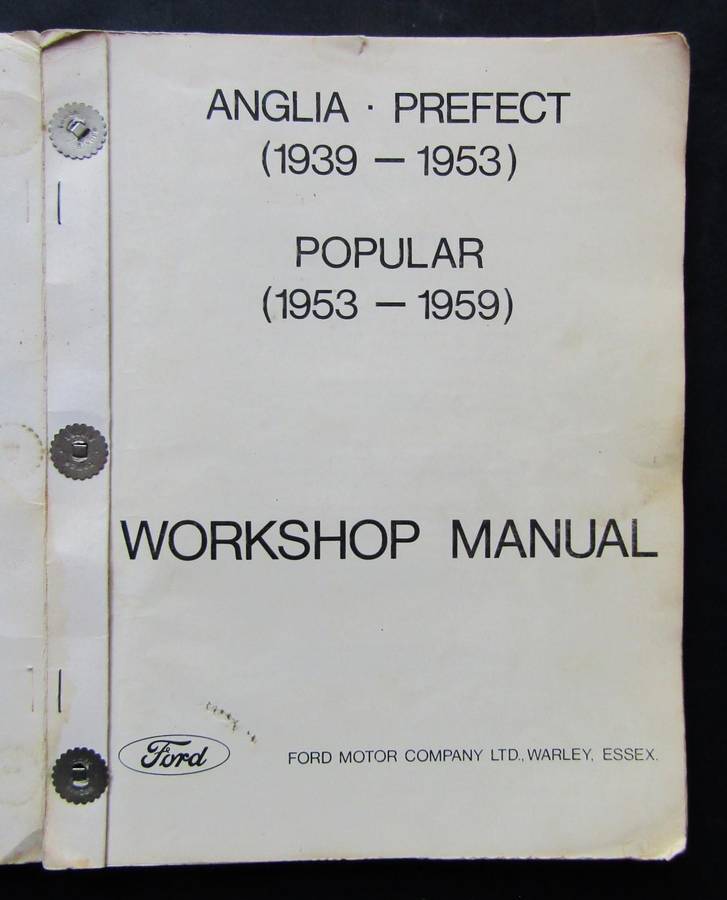 ANGLIA · PREFECT
(1939 — 1953)
POPULAR
(1953 — 1959)
WORKSHOP MANUAL
Ford
FORD MOTOR COMPANY LTD., WARLEY, ESSEX.